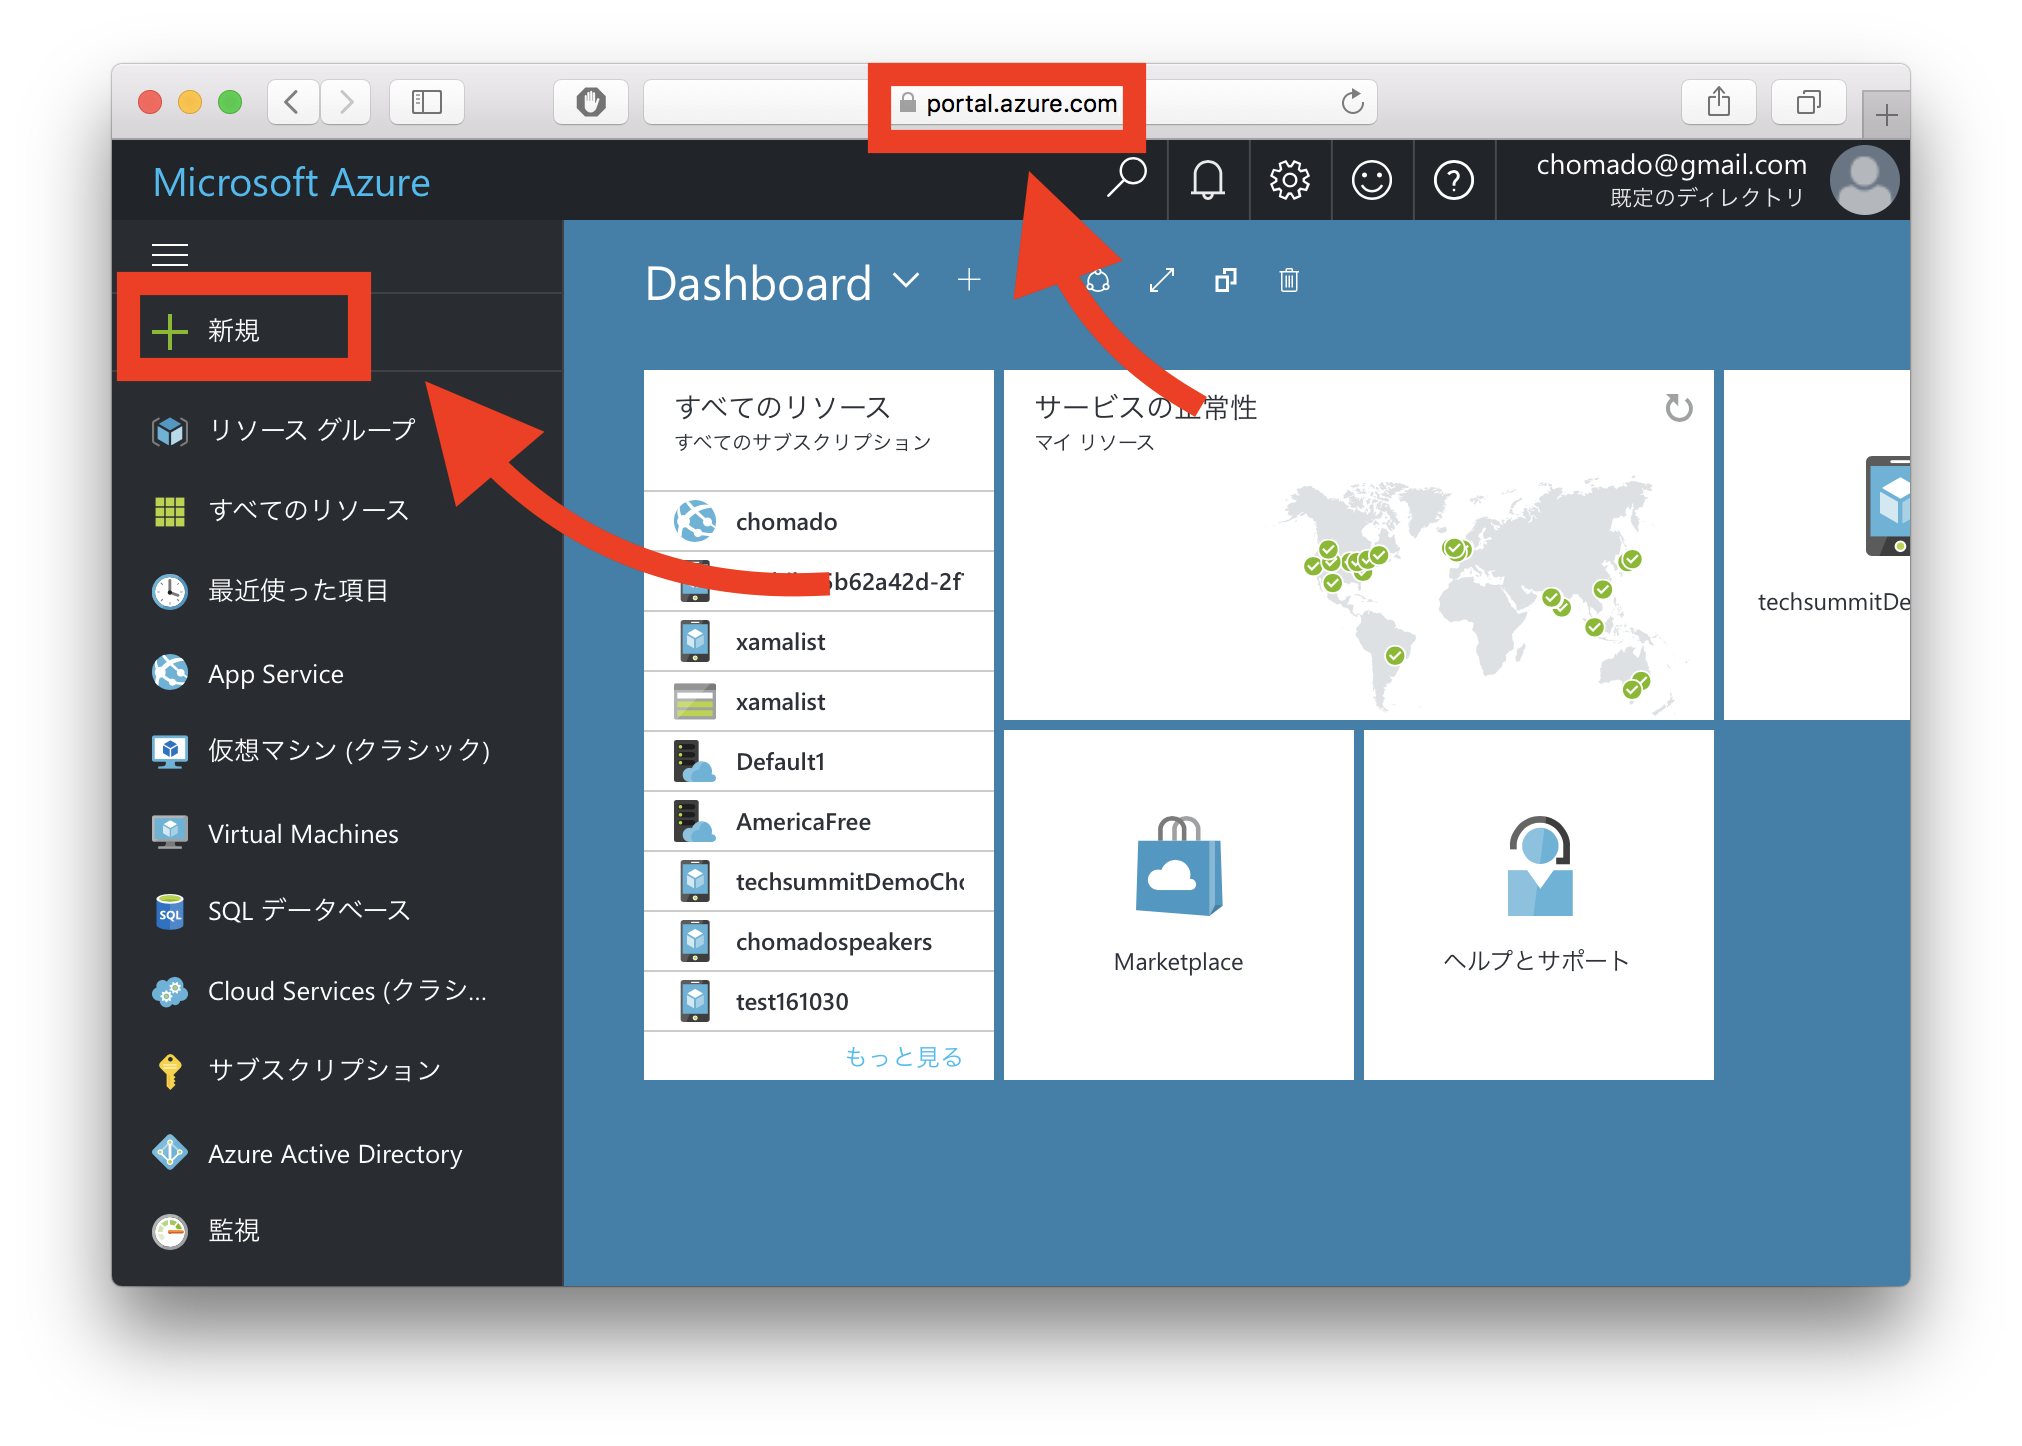 portal.azure.com
Microsoft Azure
chomado@gmail.com
既定のディレクトリ
新規
リソース グループ
すべてのリソース
最近使った項目
App Service
仮想マシン (クラシック)
Virtual Machines
SQL データベース
Cloud Services (クラシ...
サブスクリプション
Azure Active Directory
監視
Dashboard
すべてのリソース
すべてのサブスクリプション
chomado
5b62a42d-2f
xamalist
xamalist
Default1
AmericaFree
techsummitDemoCho
chomadospeakers
test161030
もっと見る
サービスの正常性
マイ リソース
techsummitDe
Marketplace
ヘルプとサポート
SQL